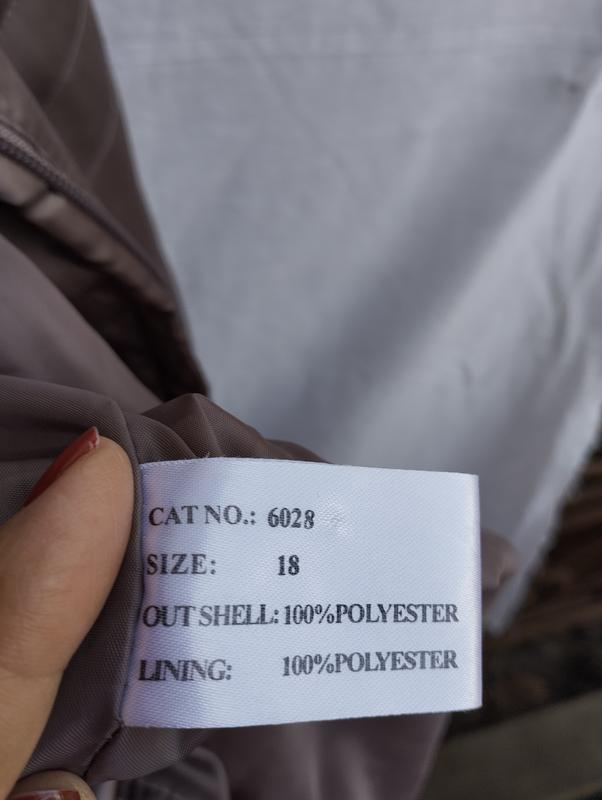 CAT NO.: 6028
SIZE: 18
OUT SHELL: 100%POLYESTER
LINING: 100%POLYESTER